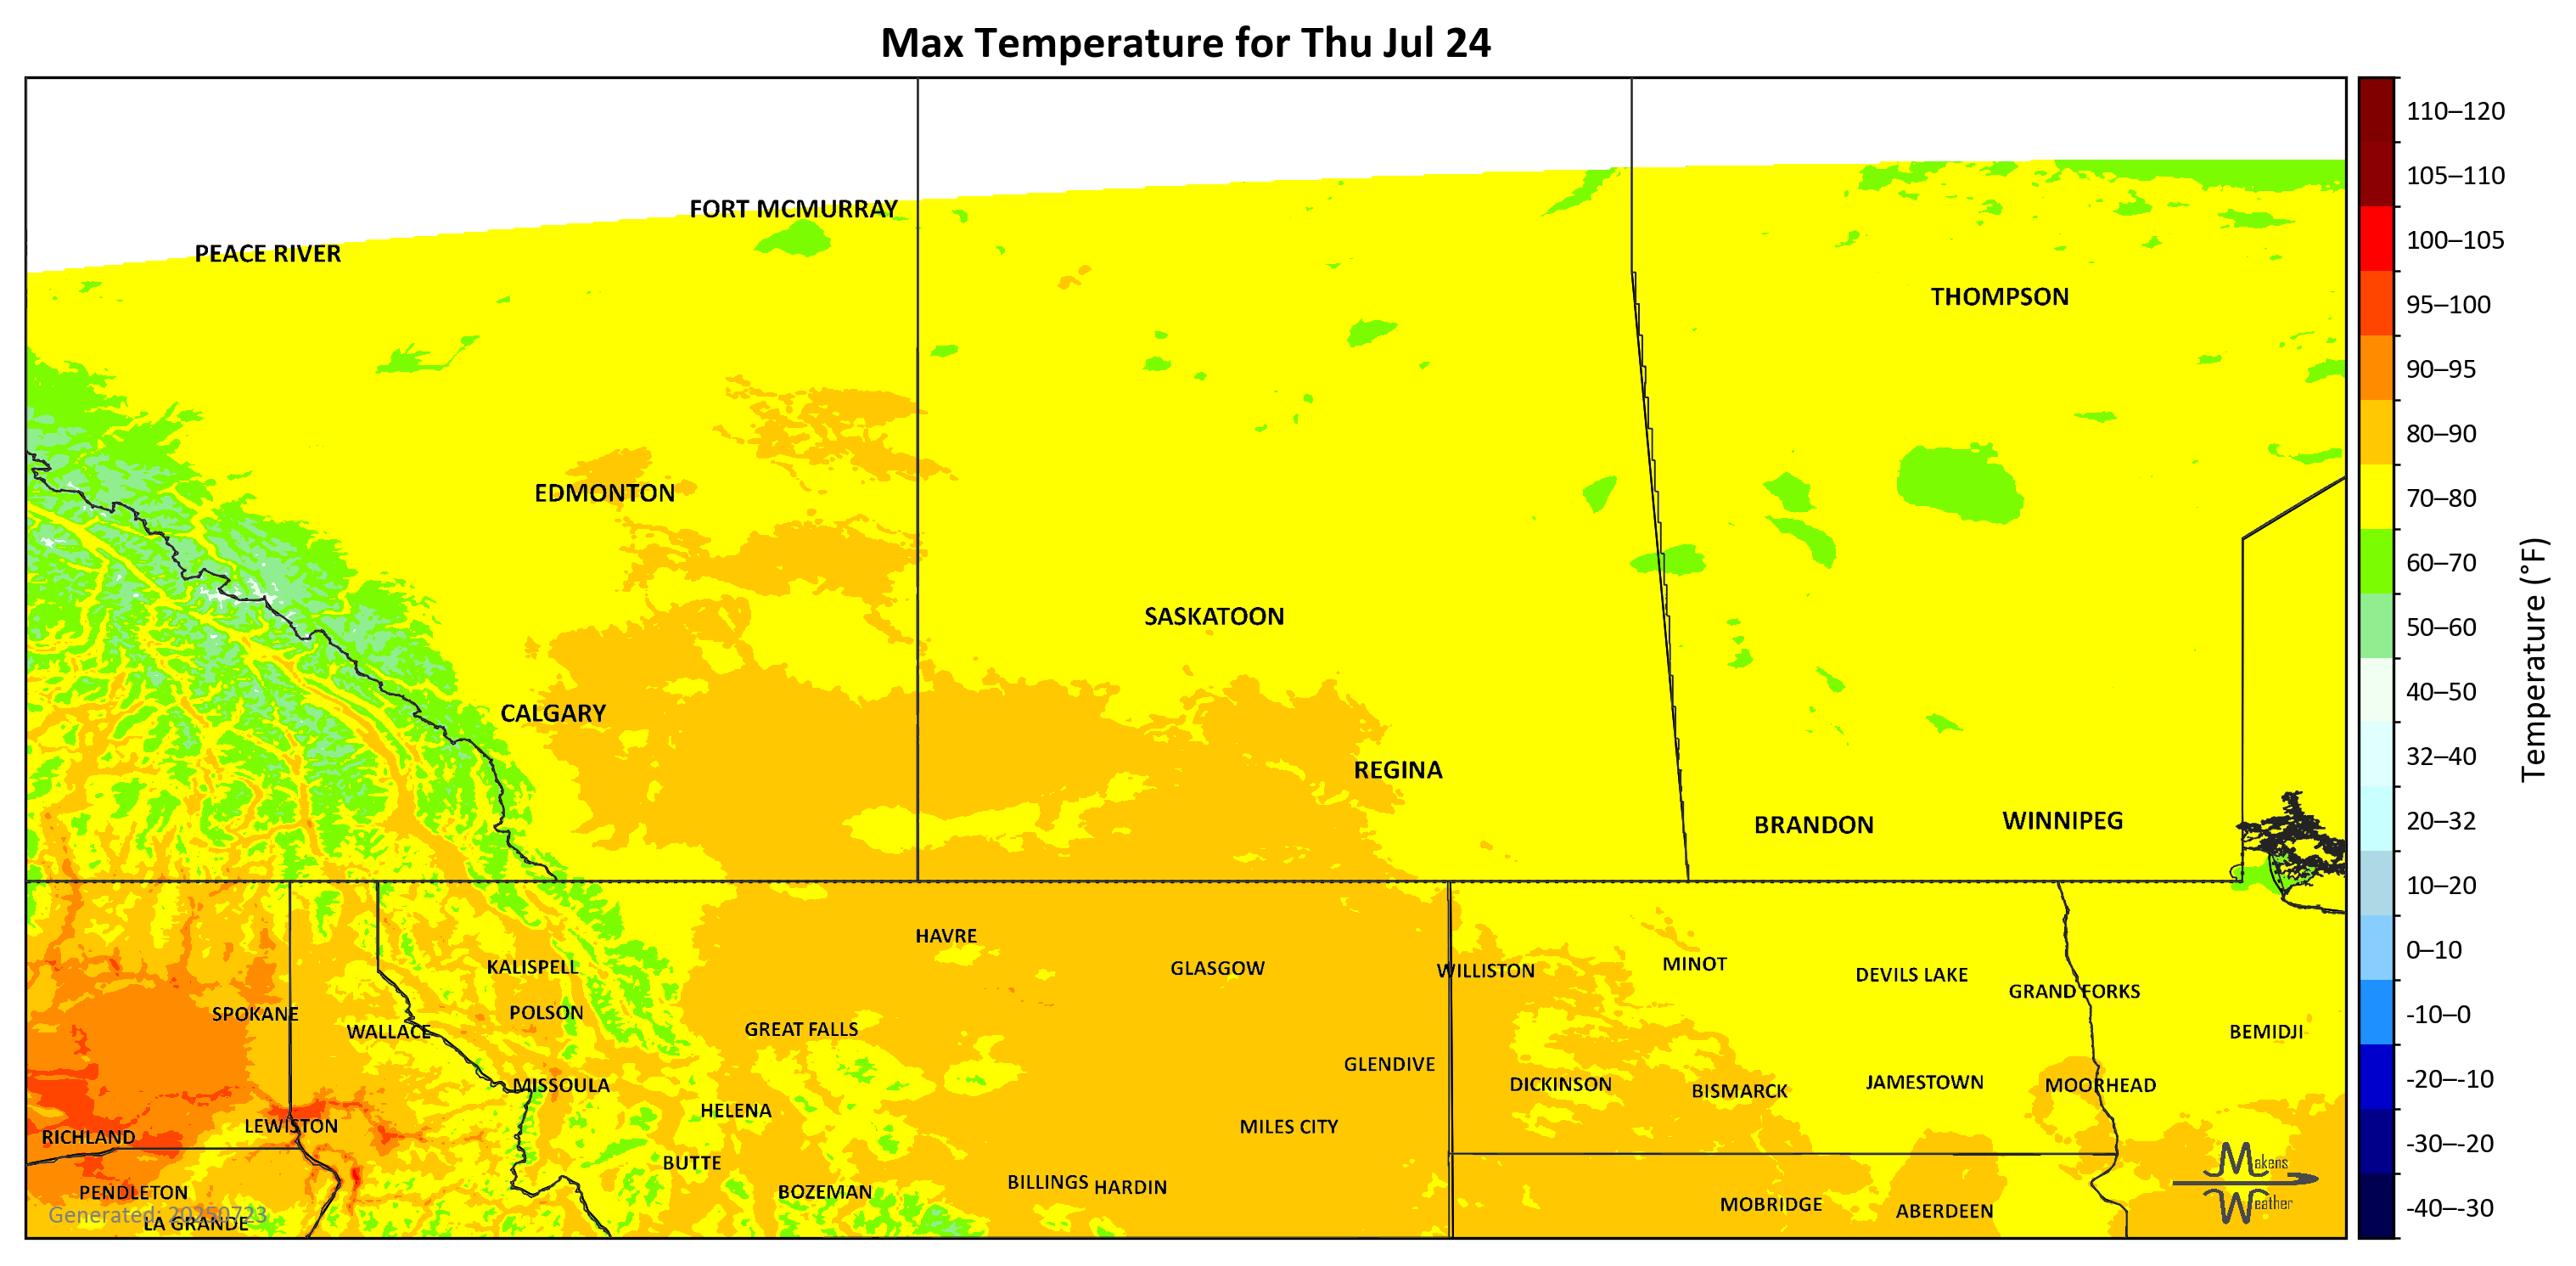 Max Temperature for Thu Jul 24
FORT MCMURRAY
PEACE RIVER
THOMPSON
EDMONTON
SASKATOON
CALGARY
REGINA
BRANDON
WINNIPEG
HAVRE
KALISPELL
GLASGOW
WILLISTON
MINOT
DEVILS LAKE
GRAND FORKS
SPOKANE
POLSON
WALLACE
GREAT FALLS
BEMIDJI
GLENDIVE
MISSOULA
DICKINSON
BISMARCK
JAMESTOWN
MOORHEAD
HELENA
LEWISTON
MILES CITY
RICHLAND
BUTTE
BILLINGS
HARDIN
PENDLETON
BOZEMAN
MOBRIDGE
ABERDEEN
LA GRANDE
Generated: 20250723
Makens
Weather
110–120
105–110
100–105
95–100
90–95
80–90
70–80
60–70
50–60
40–50
32–40
20–32
10–20
0–10
-10–0
-20–-10
-30–-20
-40–-30
Temperature (°F)